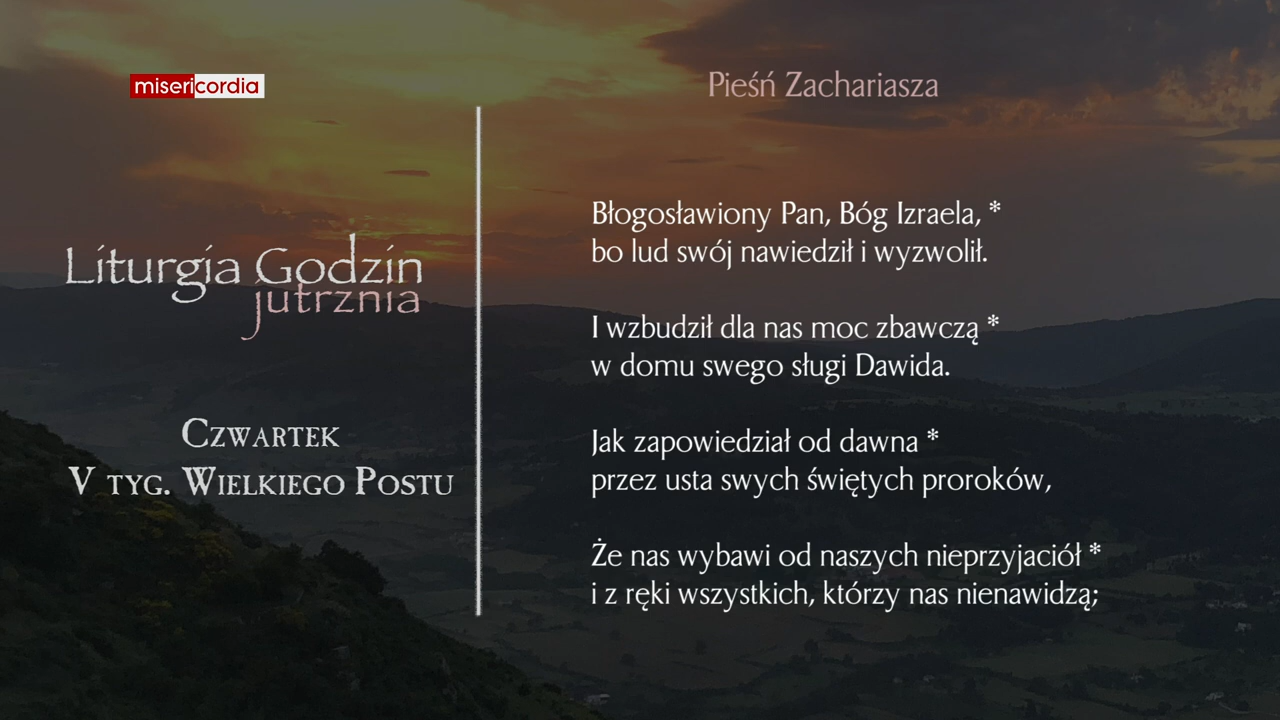 misericordia
Liturgia Godzin
jutrznia
Czwartek
V tyg. Wielkiego Postu
Pieśń Zachariasza
Błogosławiony Pan, Bóg Izraela, *
bo lud swój nawiedził i wyzwolił.
I wzbudził dla nas moc zbawczą *
w domu swego sługi Dawida.
Jak zapowiedział od dawna *
przez usta swych świętych proroków,
Że nas wybawi od naszych nieprzyjaciół *
i z ręki wszystkich, którzy nas nienawidzą;